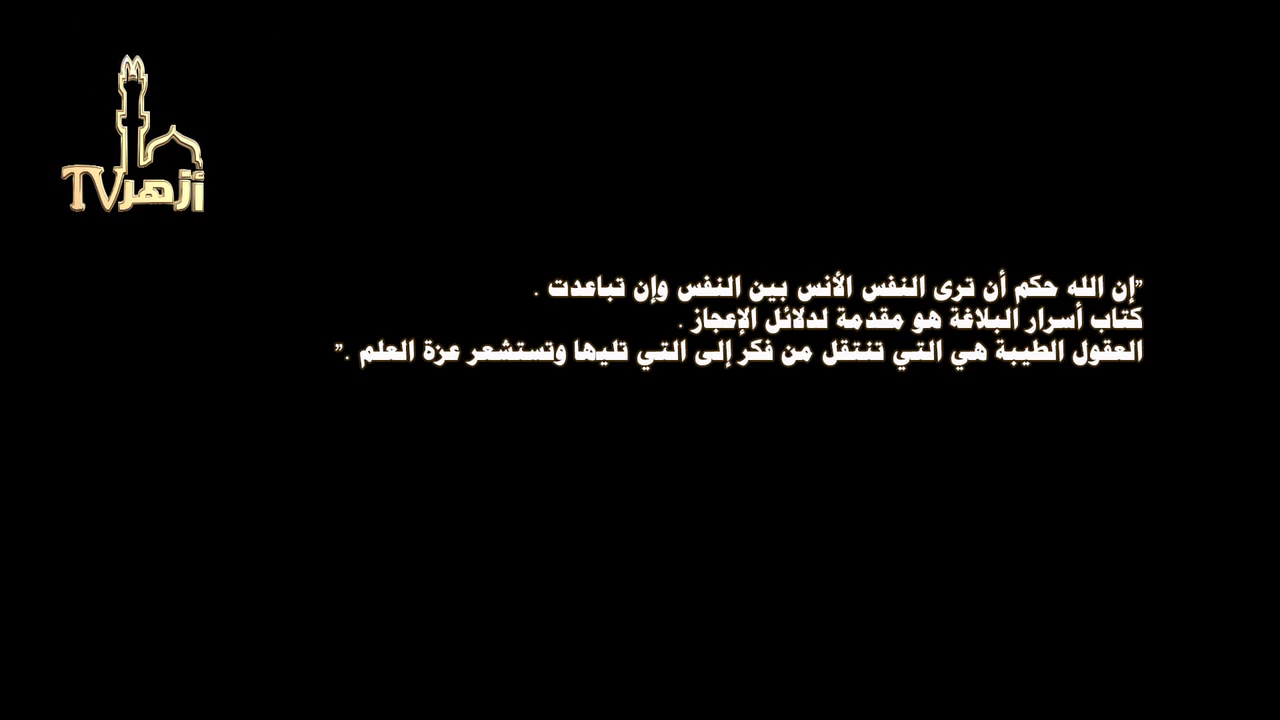 أزهر TV
"إن الله حكم أن ترى النفس الأنس بين النفس وإن تباعدت .
كتاب أسرار البلاغة هو مقدمة لدلائل الإعجاز .
العقول الطيبة هي التي تنتقل من فكر إلى التي تليها وتستشعر عزة العلم ."